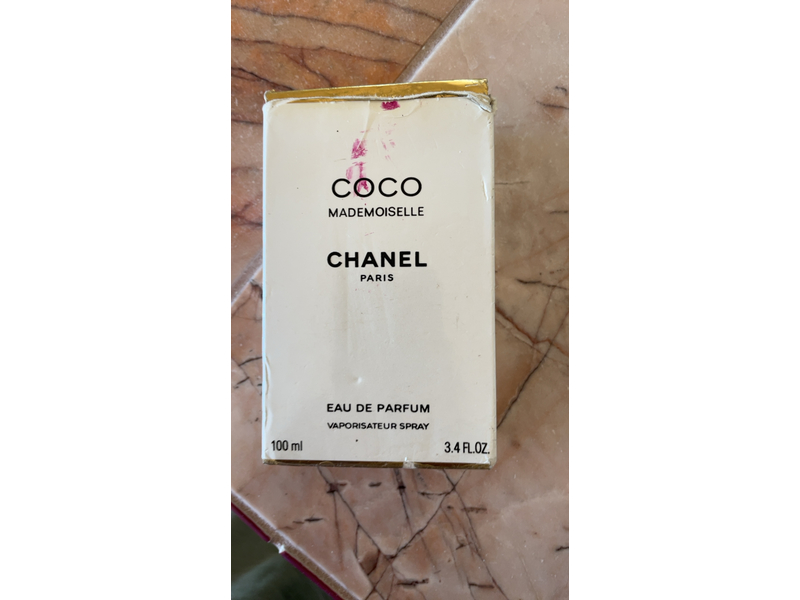 COCO
MADEMOISELLE
CHANEL
PARIS
EAU DE PARFUM
VAPORISATEUR SPRAY
100 ml 3.4 FL.OZ.